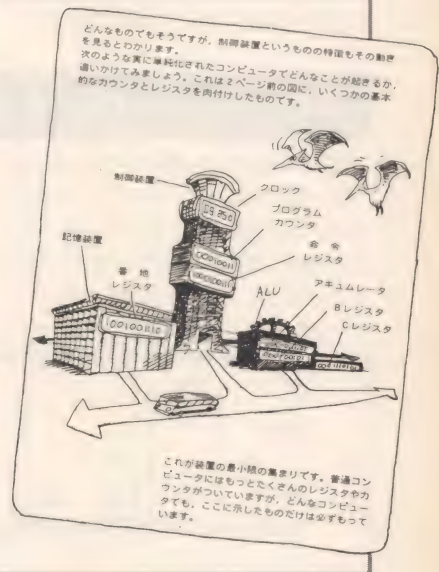 どんなものでもそうですが，制御装置というものの特徴もその動き
を見るとわかります。
次のような実に単純化されたコンピュータでどんなことが起きるか，
追いかけてみましょう。これは2ページ前の図に，いくつかの基本
的なカウンタとレジスタを肉付けしたものです。
制御装置
クロック
プログラム
カウンタ
命令
レジスタ
記憶装置
番地
レジスタ
ALU
アキュムレータ
Bレジスタ
Cレジスタ
00010011
00100110
これが装置の最小限の集まりです。普通コン
ピュータにはもっとたくさんのレジスタやカ
ウンタがついていますが，どんなコンピュー
タでも，ここに示したものだけは必ずもって
います。